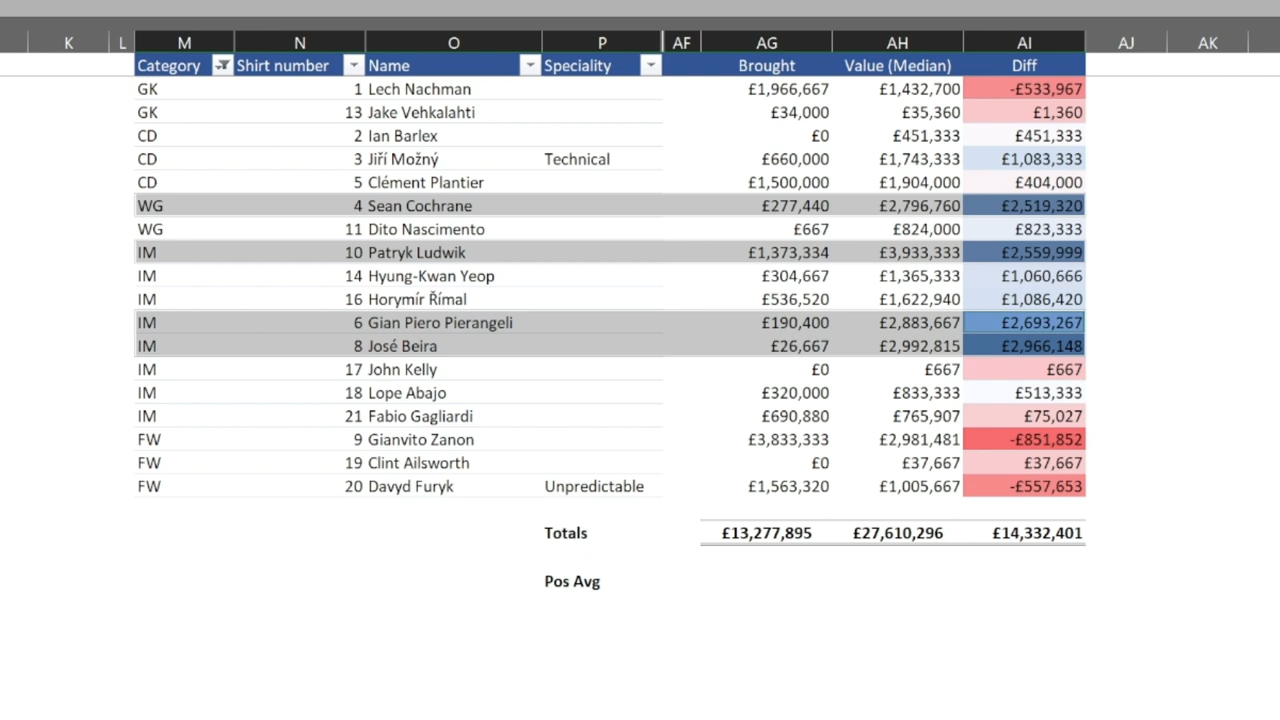 K L M N O P AF AG AH AI AJ AK
Category Shirt number Name Speciality Brought Value (Median) Diff
GK 1 Lech Nachman £1,966,667 £1,432,700 -£533,967
GK 13 Jake Vehkalahti £34,000 £35,360 £1,360
CD 2 Ian Barlex £0 £451,333 £451,333
CD 3 Jiří Možný Technical £660,000 £1,743,333 £1,083,333
CD 5 Clément Plantier £1,500,000 £1,904,000 £404,000
WG 4 Sean Cochrane £277,440 £2,796,760 £2,519,320
WG 11 Dito Nascimento £667 £824,000 £823,333
IM 10 Patryk Ludwik £1,373,334 £3,933,333 £2,559,999
IM 14 Hyung-Kwan Yeop £304,667 £1,365,333 £1,060,666
IM 16 Horymír Římal £536,520 £1,622,940 £1,086,420
IM 6 Gian Piero Pierangeli £190,400 £2,883,667 £2,693,267
IM 8 José Beira £26,667 £2,992,815 £2,966,148
IM 17 John Kelly £0 £667 £667
IM 18 Lope Abajo £320,000 £833,333 £513,333
IM 21 Fabio Gagliardi £690,880 £765,907 £75,027
FW 9 Gianvito Zanon £3,833,333 £2,981,481 -£851,852
FW 19 Clint Ailsworth £0 £37,667 £37,667
FW 20 Davyd Furyk Unpredictable £1,563,320 £1,005,667 -£557,653
Totals £13,277,895 £27,610,296 £14,332,401
Pos Avg